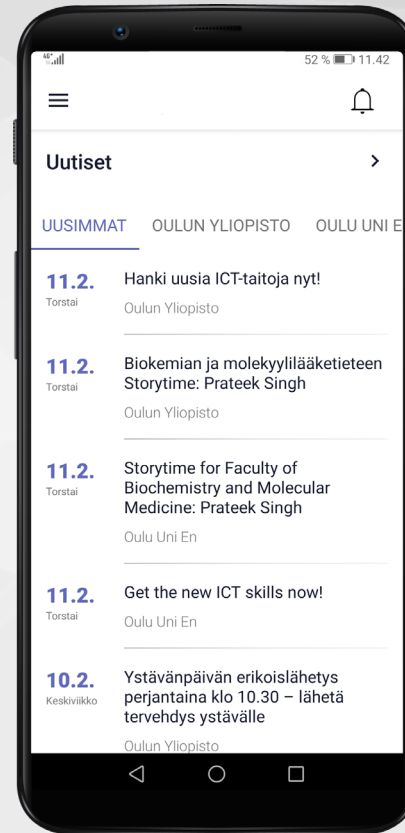 4G+
52 % 11.42
Uutiset
UUSIMMAT OULUN YLIOPISTO OULU UNI E
11.2. Hanki uusia ICT-taitoja nyt!
Torstai
Oulun Yliopisto
11.2. Biokemian ja molekyylilääketieteen
Torstai Storytime: Prateek Singh
Oulun Yliopisto
11.2. Storytime for Faculty of
Torstai Biochemistry and Molecular
Medicine: Prateek Singh
Oulu Uni En
11.2. Get the new ICT skills now!
Torstai
Oulu Uni En
10.2. Ystävänpäivän erikoislähetys
Keskiviikko perjantaina klo 10.30 – lähetä
tervehdys ystävälle
Oulun Yliopisto